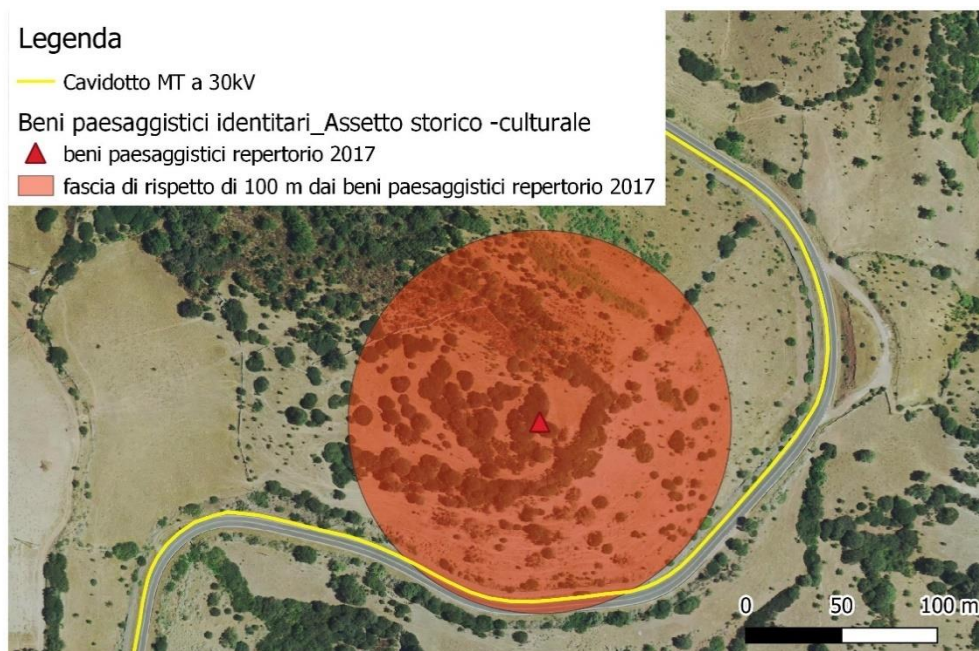 Legenda
Cavidotto MT a 30kV
Beni paesaggistici identitari_Assetto storico -culturale
beni paesaggistici repertorio 2017
fascia di rispetto di 100 m dai beni paesaggistici repertorio 2017
0 50 100 m